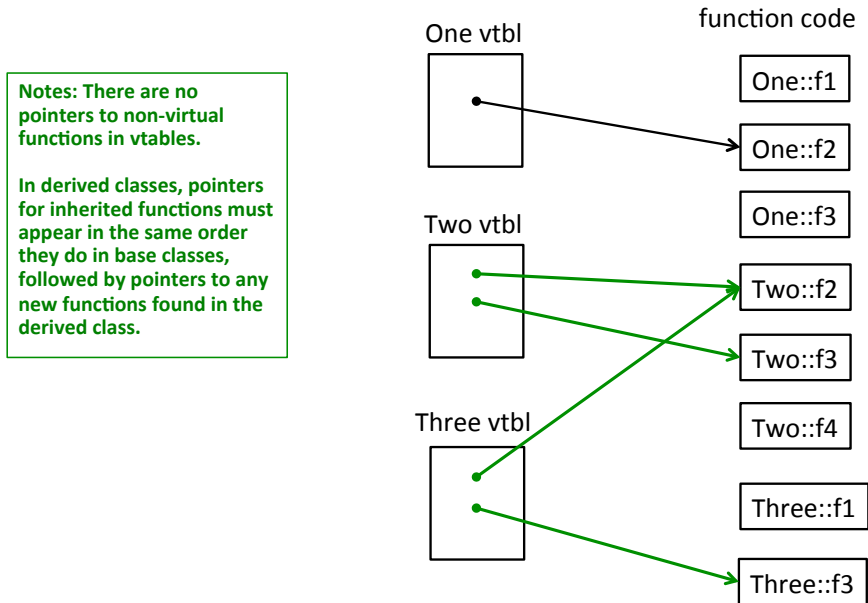 function code
One vtbl
Notes: There are no
pointers to non-virtual
functions in vtables.
In derived classes, pointers
for inherited functions must
appear in the same order
they do in base classes,
followed by pointers to any
new functions found in the
derived class.
One::f1
One::f2
One::f3
Two vtbl
Two::f2
Two::f3
Three vtbl
Two::f4
Three::f1
Three::f3